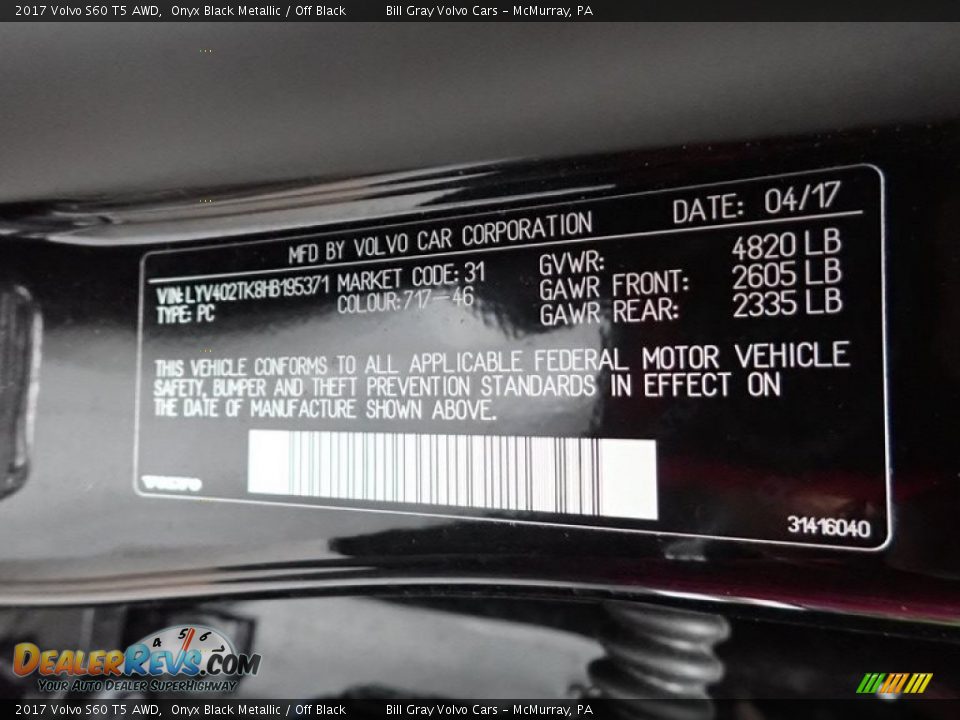 2017 Volvo S60 T5 AWD,  Onyx Black Metallic / Off Black        Bill Gray Volvo Cars - McMurray, PA
DATE: 04/17
MFD BY VOLVO CAR CORPORATION
VIN:LYV402TK8HB195371 MARKET CODE: 31
TYPE: PC COLOUR:717-46
GVWR: 4820 LB
GAWR FRONT: 2605 LB
GAWR REAR: 2335 LB
THIS VEHICLE CONFORMS TO ALL APPLICABLE FEDERAL MOTOR VEHICLE
SAFETY, BUMPER AND THEFT PREVENTION STANDARDS IN EFFECT ON
THE DATE OF MANUFACTURE SHOWN ABOVE.
VOLVO
31416040
4 5 6
DEALERREVS.COM
YOUR AUTO DEALER SUPERHIGHWAY
2017 Volvo S60 T5 AWD,  Onyx Black Metallic / Off Black        Bill Gray Volvo Cars - McMurray, PA